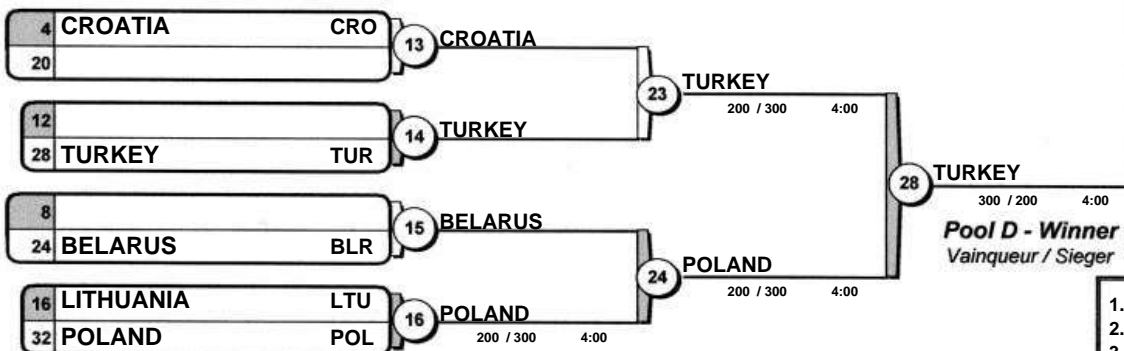 4 CROATIA CRO
20
13 CROATIA
23 TURKEY
200 / 300 4:00
12
28 TURKEY TUR
14 TURKEY
28 TURKEY
300 / 200 4:00
Pool D - Winner
Vainqueur / Sieger
8
24 BELARUS BLR
15 BELARUS
24 POLAND
200 / 300 4:00
16 LITHUANIA LTU
32 POLAND POL
16 POLAND
200 / 300 4:00
1.
2.